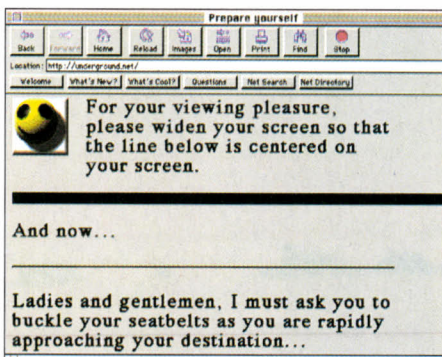 Prepare yourself
Back Forward Home Reload Images Open Print Find Stop
Location: http://underground.net/
Welcome What's New? What's Cool? Questions Net Search Net Directory
For your viewing pleasure,
please widen your screen so that
the line below is centered on
your screen.
And now...
Ladies and gentlemen, I must ask you to
buckle your seatbelts as you are rapidly
approaching your destination...